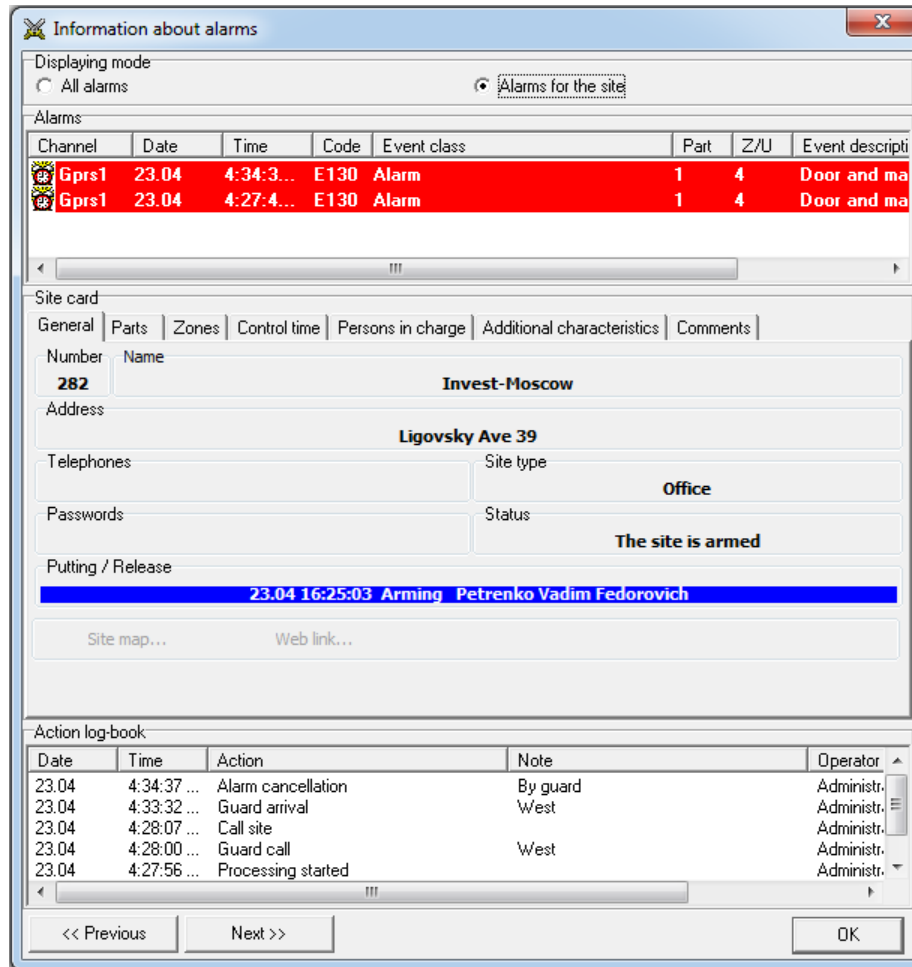 Information about alarms
Displaying mode
All alarms Alarms for the site
Alarms
Channel Date Time Code Event class Part Z/U Event descripti
Gprs1 23.04 4:34:3... E130 Alarm 1 4 Door and ma
Gprs1 23.04 4:27:4... E130 Alarm 1 4 Door and ma
Site card
General Parts Zones Control time Persons in charge Additional characteristics Comments
Number Name
282 Invest-Moscow
Address
Ligovsky Ave 39
Telephones Site type
Office
Passwords Status
The site is armed
Putting / Release
23.04 16:25:03 Arming Petrenko Vadim Fedorovich
Site map... Web link...
Action log-book
Date Time Action Note Operator
23.04 4:34:37 ... Alarm cancellation By guard Administr.
23.04 4:33:32 ... Guard arrival West Administr.
23.04 4:28:07 ... Call site Administr.
23.04 4:28:00 ... Guard call West Administr.
23.04 4:27:56 ... Processing started Administr.
<< Previous Next >> OK